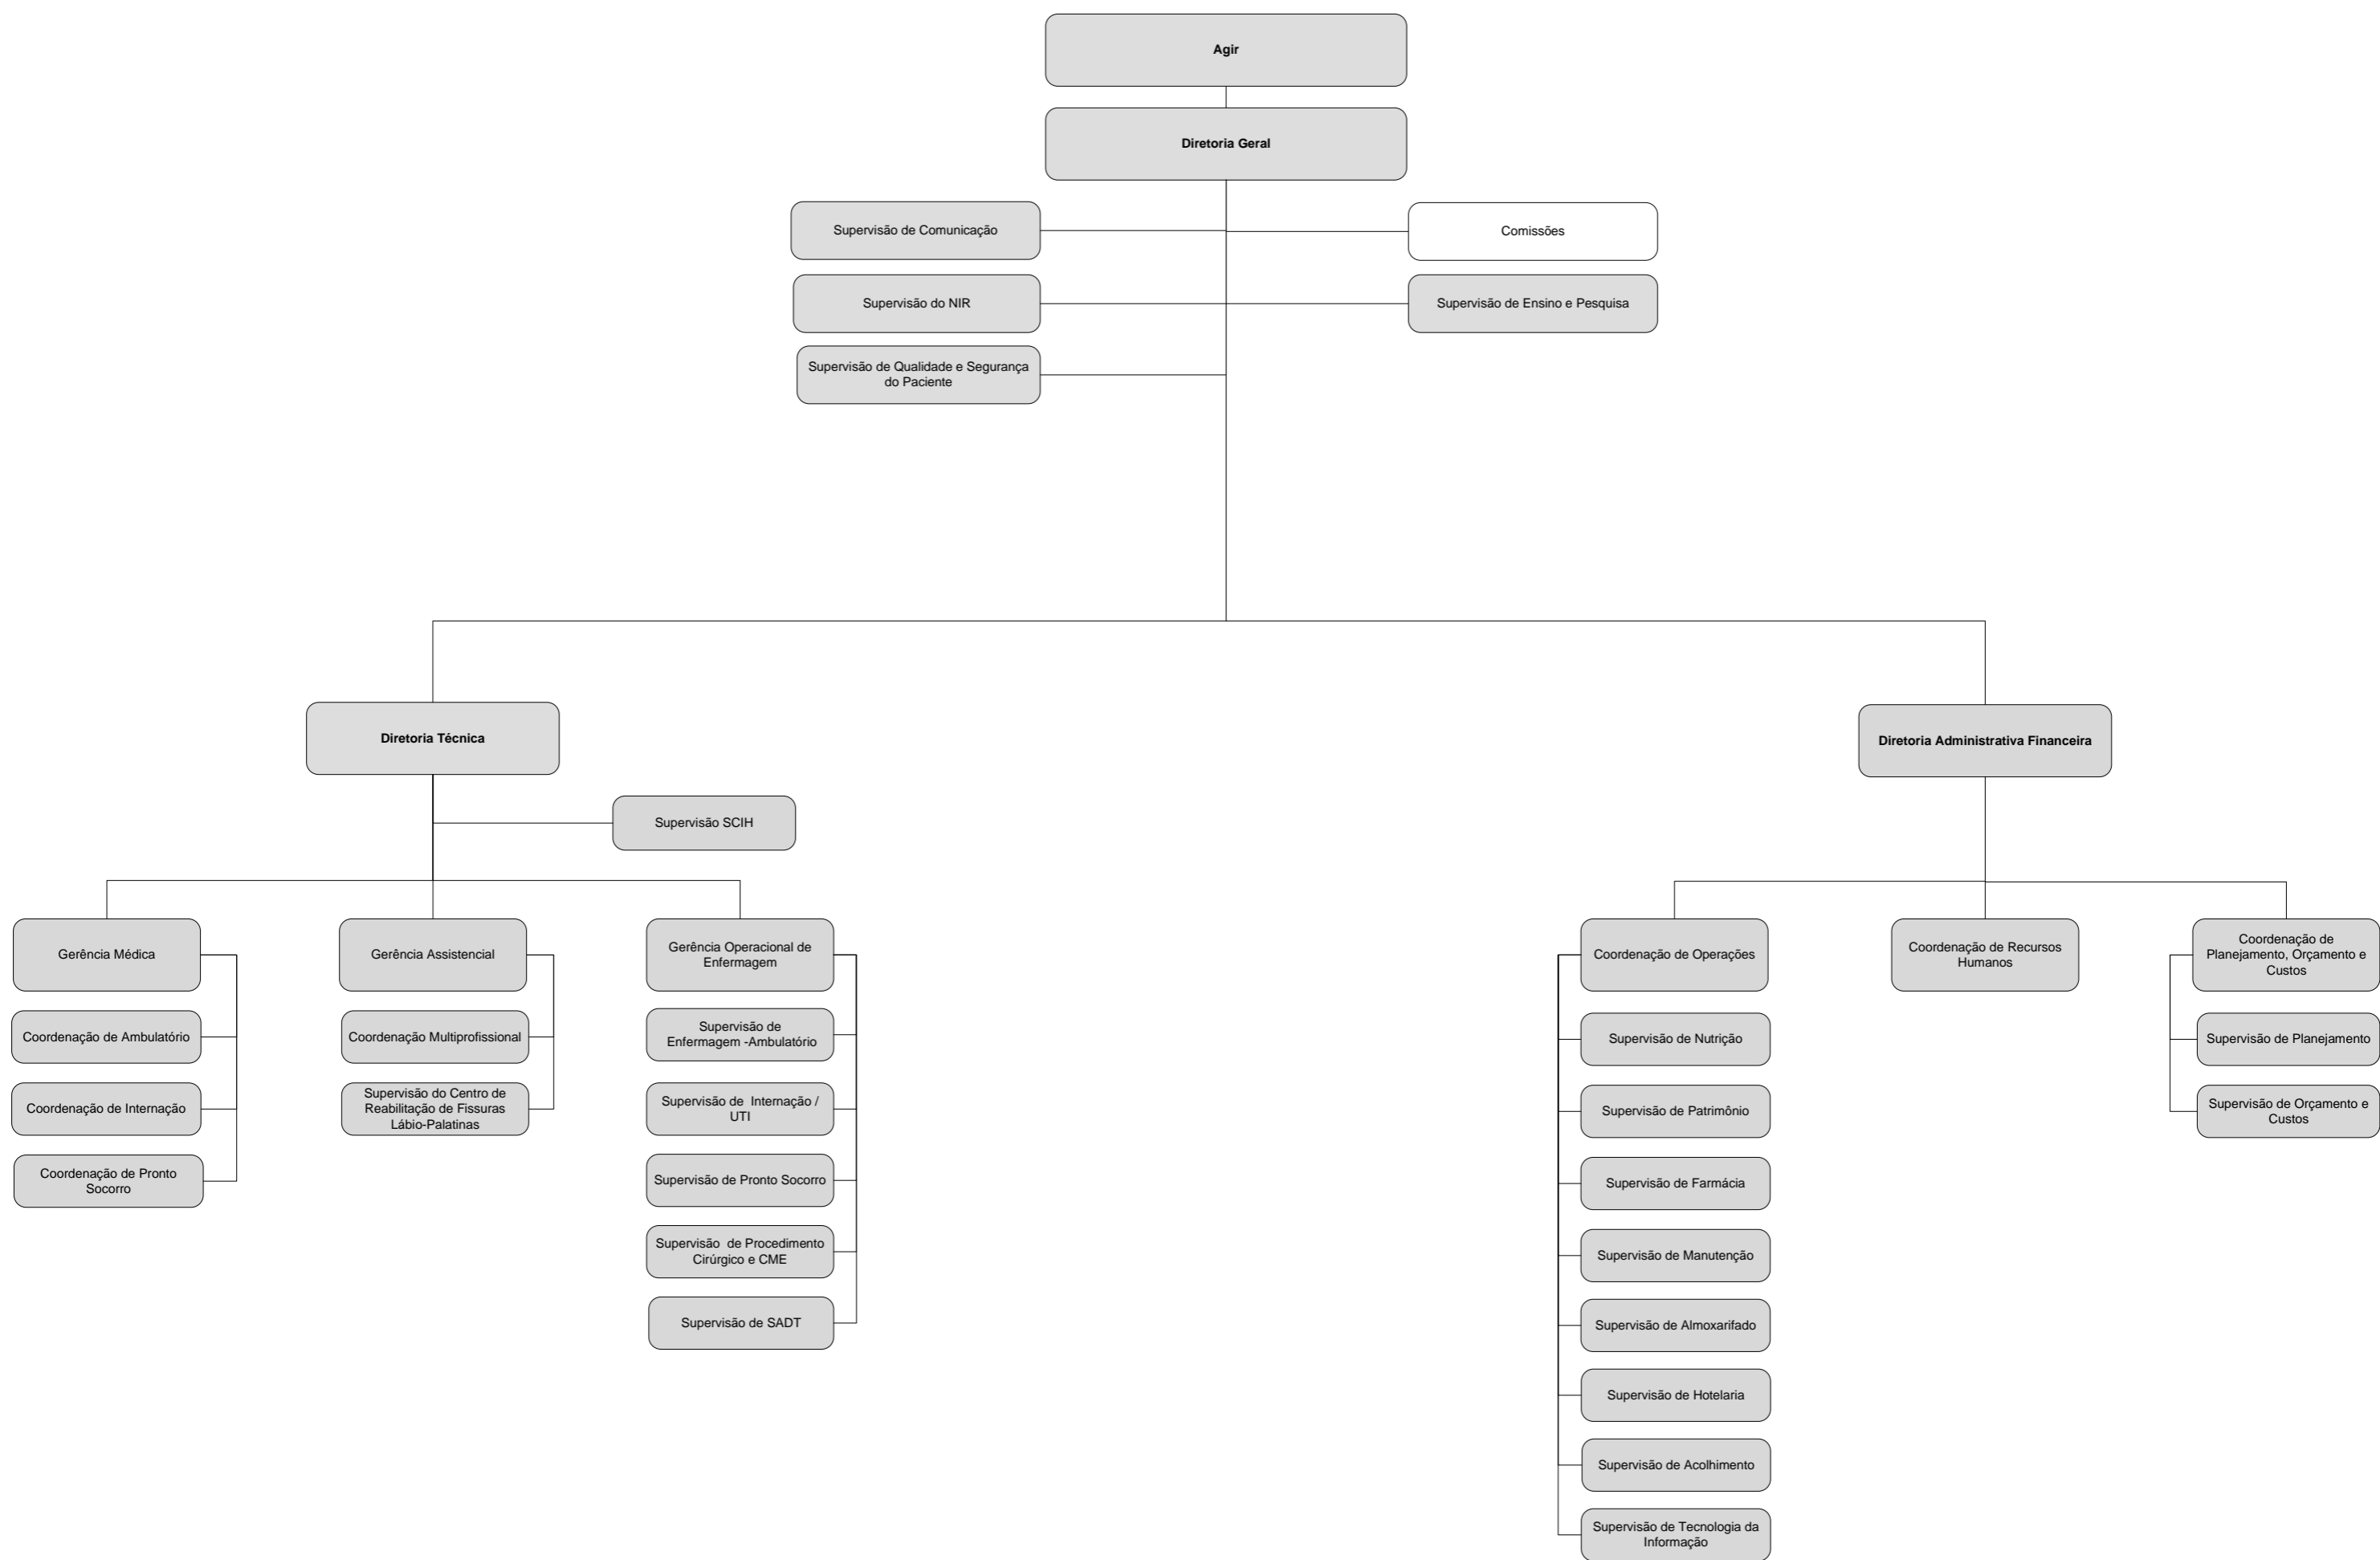 Agir
Diretoria Geral
Supervisão de Comunicação
Comissões
Supervisão do NIR
Supervisão de Ensino e Pesquisa
Supervisão de Qualidade e Segurança
do Paciente
Diretoria Técnica
Diretoria Administrativa Financeira
Supervisão SCIH
Gerência Médica
Coordenação de Ambulatório
Coordenação de Internação
Coordenação de Pronto
Socorro
Gerência Assistencial
Coordenação Multiprofissional
Supervisão do Centro de
Reabilitação de Fissuras
Lábio-Palatinas
Gerência Operacional de
Enfermagem
Supervisão de
Enfermagem -Ambulatório
Supervisão de  Internação /
UTI
Supervisão de Pronto Socorro
Supervisão  de Procedimento
Cirúrgico e CME
Supervisão de SADT
Coordenação de Operações
Supervisão de Nutrição
Supervisão de Patrimônio
Supervisão de Farmácia
Supervisão de Manutenção
Supervisão de Almoxarifado
Supervisão de Hotelaria
Supervisão de Acolhimento
Supervisão de Tecnologia da
Informação
Coordenação de Recursos
Humanos
Coordenação de
Planejamento, Orçamento e
Custos
Supervisão de Planejamento
Supervisão de Orçamento e
Custos